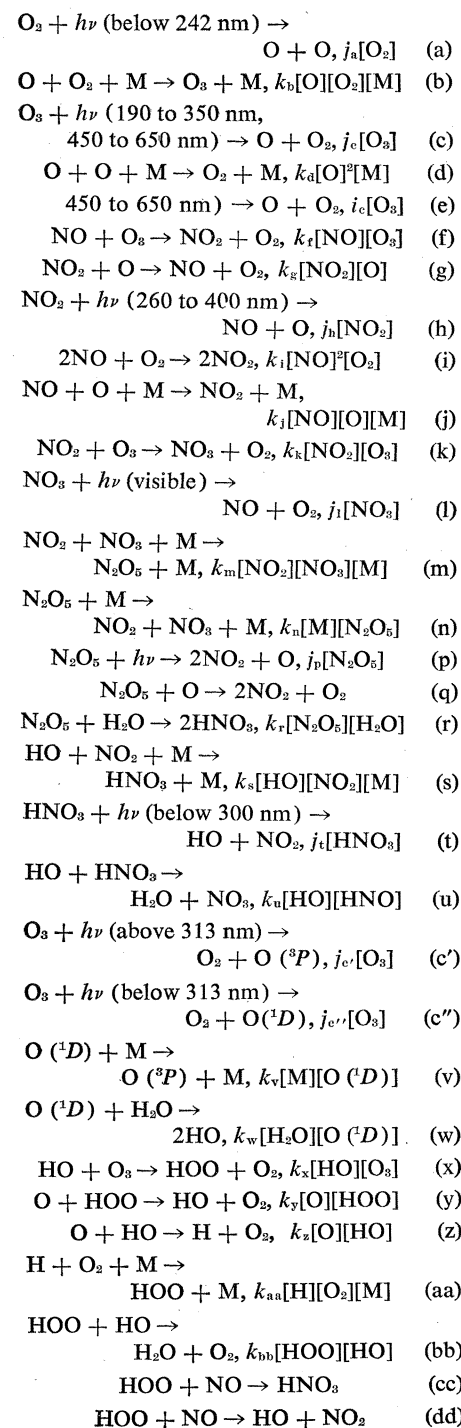 O₂ + hν (below 242 nm) →
O + O, jₐ[O₂] (a)
O + O₂ + M → O₃ + M, k_b[O][O₂][M] (b)
O₃ + hν (190 to 350 nm,
450 to 650 nm) → O + O₂, j_c[O₃] (c)
O + O + M → O₂ + M, k_d[O]²[M] (d)
450 to 650 nm) → O + O₂, i_c[O₃] (e)
NO + O₃ → NO₂ + O₂, k_f[NO][O₃] (f)
NO₂ + O → NO + O₂, k_g[NO₂][O] (g)
NO₂ + hν (260 to 400 nm) →
NO + O, j_h[NO₂] (h)
2NO + O₂ → 2NO₂, k_i[NO]²[O₂] (i)
NO + O + M → NO₂ + M,
k_j[NO][O][M] (j)
NO₂ + O₃ → NO₃ + O₂, k_k[NO₂][O₃] (k)
NO₃ + hν (visible) →
NO + O₂, j_l[NO₃] (l)
NO₂ + NO₃ + M →
N₂O₅ + M, k_m[NO₂][NO₃][M] (m)
N₂O₅ + M →
NO₂ + NO₃ + M, k_n[M][N₂O₅] (n)
N₂O₅ + hν → 2NO₂ + O, j_p[N₂O₅] (p)
N₂O₅ + O → 2NO₂ + O₂ (q)
N₂O₅ + H₂O → 2HNO₃, k_r[N₂O₅][H₂O] (r)
HO + NO₂ + M →
HNO₃ + M, k_s[HO][NO₂][M] (s)
HNO₃ + hν (below 300 nm) →
HO + NO₂, j_t[HNO₃] (t)
HO + HNO₃ →
H₂O + NO₃, k_u[HO][HNO] (u)
O₃ + hν (above 313 nm) →
O₂ + O (³P), j_c′[O₃] (c′)
O₃ + hν (below 313 nm) →
O₂ + O(¹D), j_c′′[O₃] (c″)
O (¹D) + M →
O (³P) + M, k_v[M][O (¹D)] (v)
O (¹D) + H₂O →
2HO, k_w[H₂O][O (¹D)] (w)
HO + O₃ → HOO + O₂, k_x[HO][O₃] (x)
O + HOO → HO + O₂, k_y[O][HOO] (y)
O + HO → H + O₂, k_z[O][HO] (z)
H + O₂ + M →
HOO + M, k_aa[H][O₂][M] (aa)
HOO + HO →
H₂O + O₂, k_bb[HOO][HO] (bb)
HOO + NO → HNO₃ (cc)
HOO + NO → HO + NO₂ (dd)